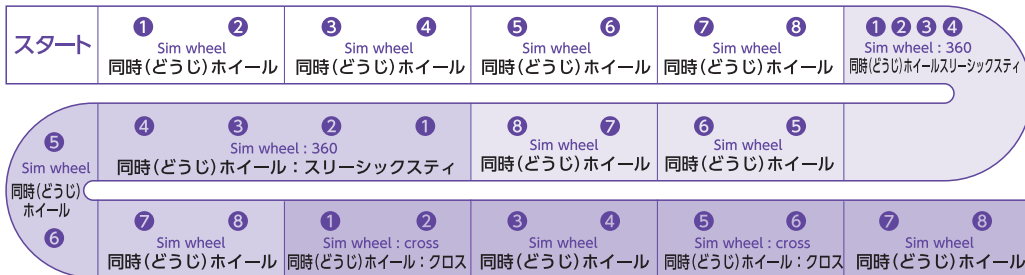 スタート
❶ ❷
Sim wheel
同時(どうじ)ホイール
❸ ❹
Sim wheel
同時(どうじ)ホイール
❺ ❻
Sim wheel
同時(どうじ)ホイール
❼ ❽
Sim wheel
同時(どうじ)ホイール
❶ ❷ ❸ ❹
Sim wheel : 360
同時(どうじ)ホイールスリーシックスティ
❻ ❺
Sim wheel
同時(どうじ)ホイール
❽ ❼
Sim wheel
同時(どうじ)ホイール
❹ ❸ ❷ ❶
Sim wheel : 360
同時(どうじ)ホイール:スリーシックスティ
❺
Sim wheel
同時(どうじ)
ホイール
❻
❼ ❽
Sim wheel
同時(どうじ)ホイール
❶ ❷
Sim wheel : cross
同時(どうじ)ホイール:クロス
❸ ❹
Sim wheel
同時(どうじ)ホイール
❺ ❻
Sim wheel : cross
同時(どうじ)ホイール:クロス
❼ ❽
Sim wheel
同時(どうじ)ホイール